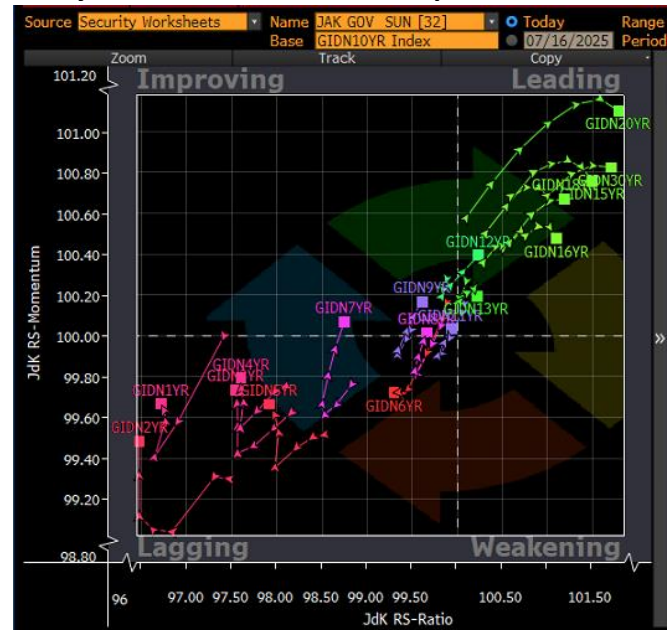 Source Security Worksheets Name JAK GOV SUN [32] Today Range
Base GIDN10YR Index 07/16/2025 Period
Zoom Track Copy
101.20
Improving Leading
101.00
GIDN20YR
100.80
GIDN30YR
GIDN15YR
100.60
100.40
GIDN12YR
GIDN16YR
100.20
GIDN9YR
GIDN7YR
GIDN13YR
JdK RS-Momentum
100.00
»
99.80
GIDN4YR
GIDN1YR
GIDN5YR
GIDN6YR
99.60
GIDN2YR
99.40
99.20
98.80
Lagging Weakening
96 97.00 97.50 98.00 98.50 99.00 99.50 100.50 101.50
JdK RS-Ratio